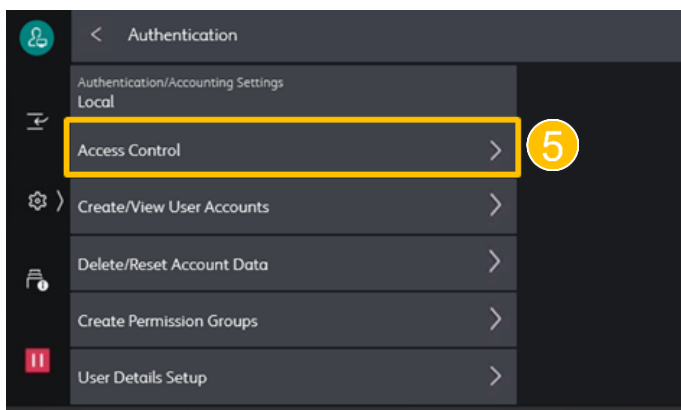 Authentication
Authentication/Accounting Settings
Local
Access Control
5
Create/View User Accounts
Delete/Reset Account Data
Create Permission Groups
User Details Setup